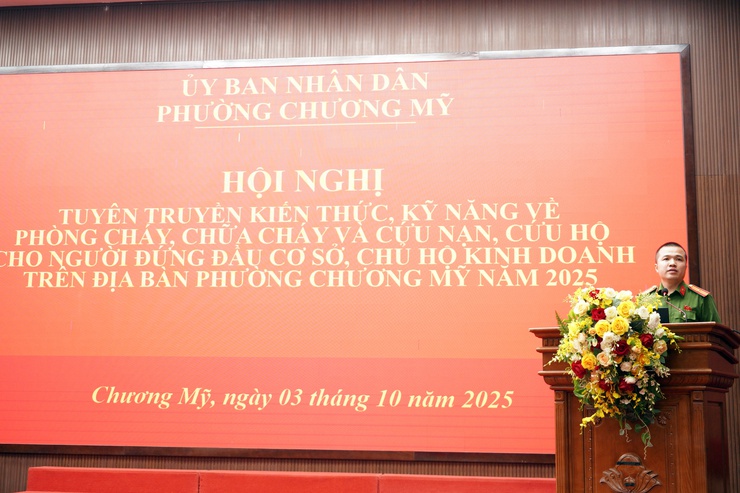 ỦY BAN NHÂN DÂN
PHƯỜNG CHƯƠNG MỸ
HỘI NGHỊ
TUYÊN TRUYỀN KIẾN THỨC, KỸ NĂNG VỀ
PHÒNG CHÁY, CHỮA CHÁY VÀ CỨU NẠN, CỨU HỘ
CHO NGƯỜI ĐỨNG ĐẦU CƠ SỞ, CHỦ HỘ KINH DOANH
TRÊN ĐỊA BÀN PHƯỜNG CHƯƠNG MỸ NĂM 2025
Chương Mỹ, ngày 03 tháng 10 năm 2025